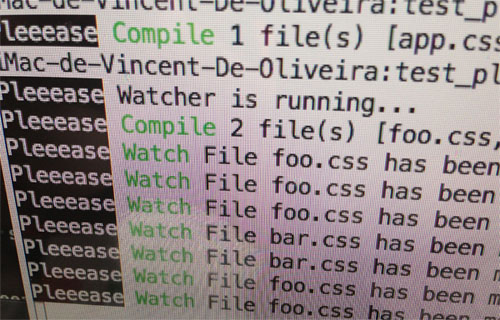 Mac-de-Vincent-De-Oliveira:test_p
leeease Compile 1 file(s) [app.css
iMac-de-Vincent-De-Oliveira:test_pl
Pleeease Watcher is running...
Pleeease Compile 2 file(s) [foo.css,
Pleeease Watch File foo.css has been
Pleeease Watch File foo.css has been
Pleeease Watch File foo.css has been
Pleeease Watch File bar.css has been
Pleeease Watch File bar.css has been
Pleeease Watch File foo.css has been m
Pleeease Watch File foo.css has been m